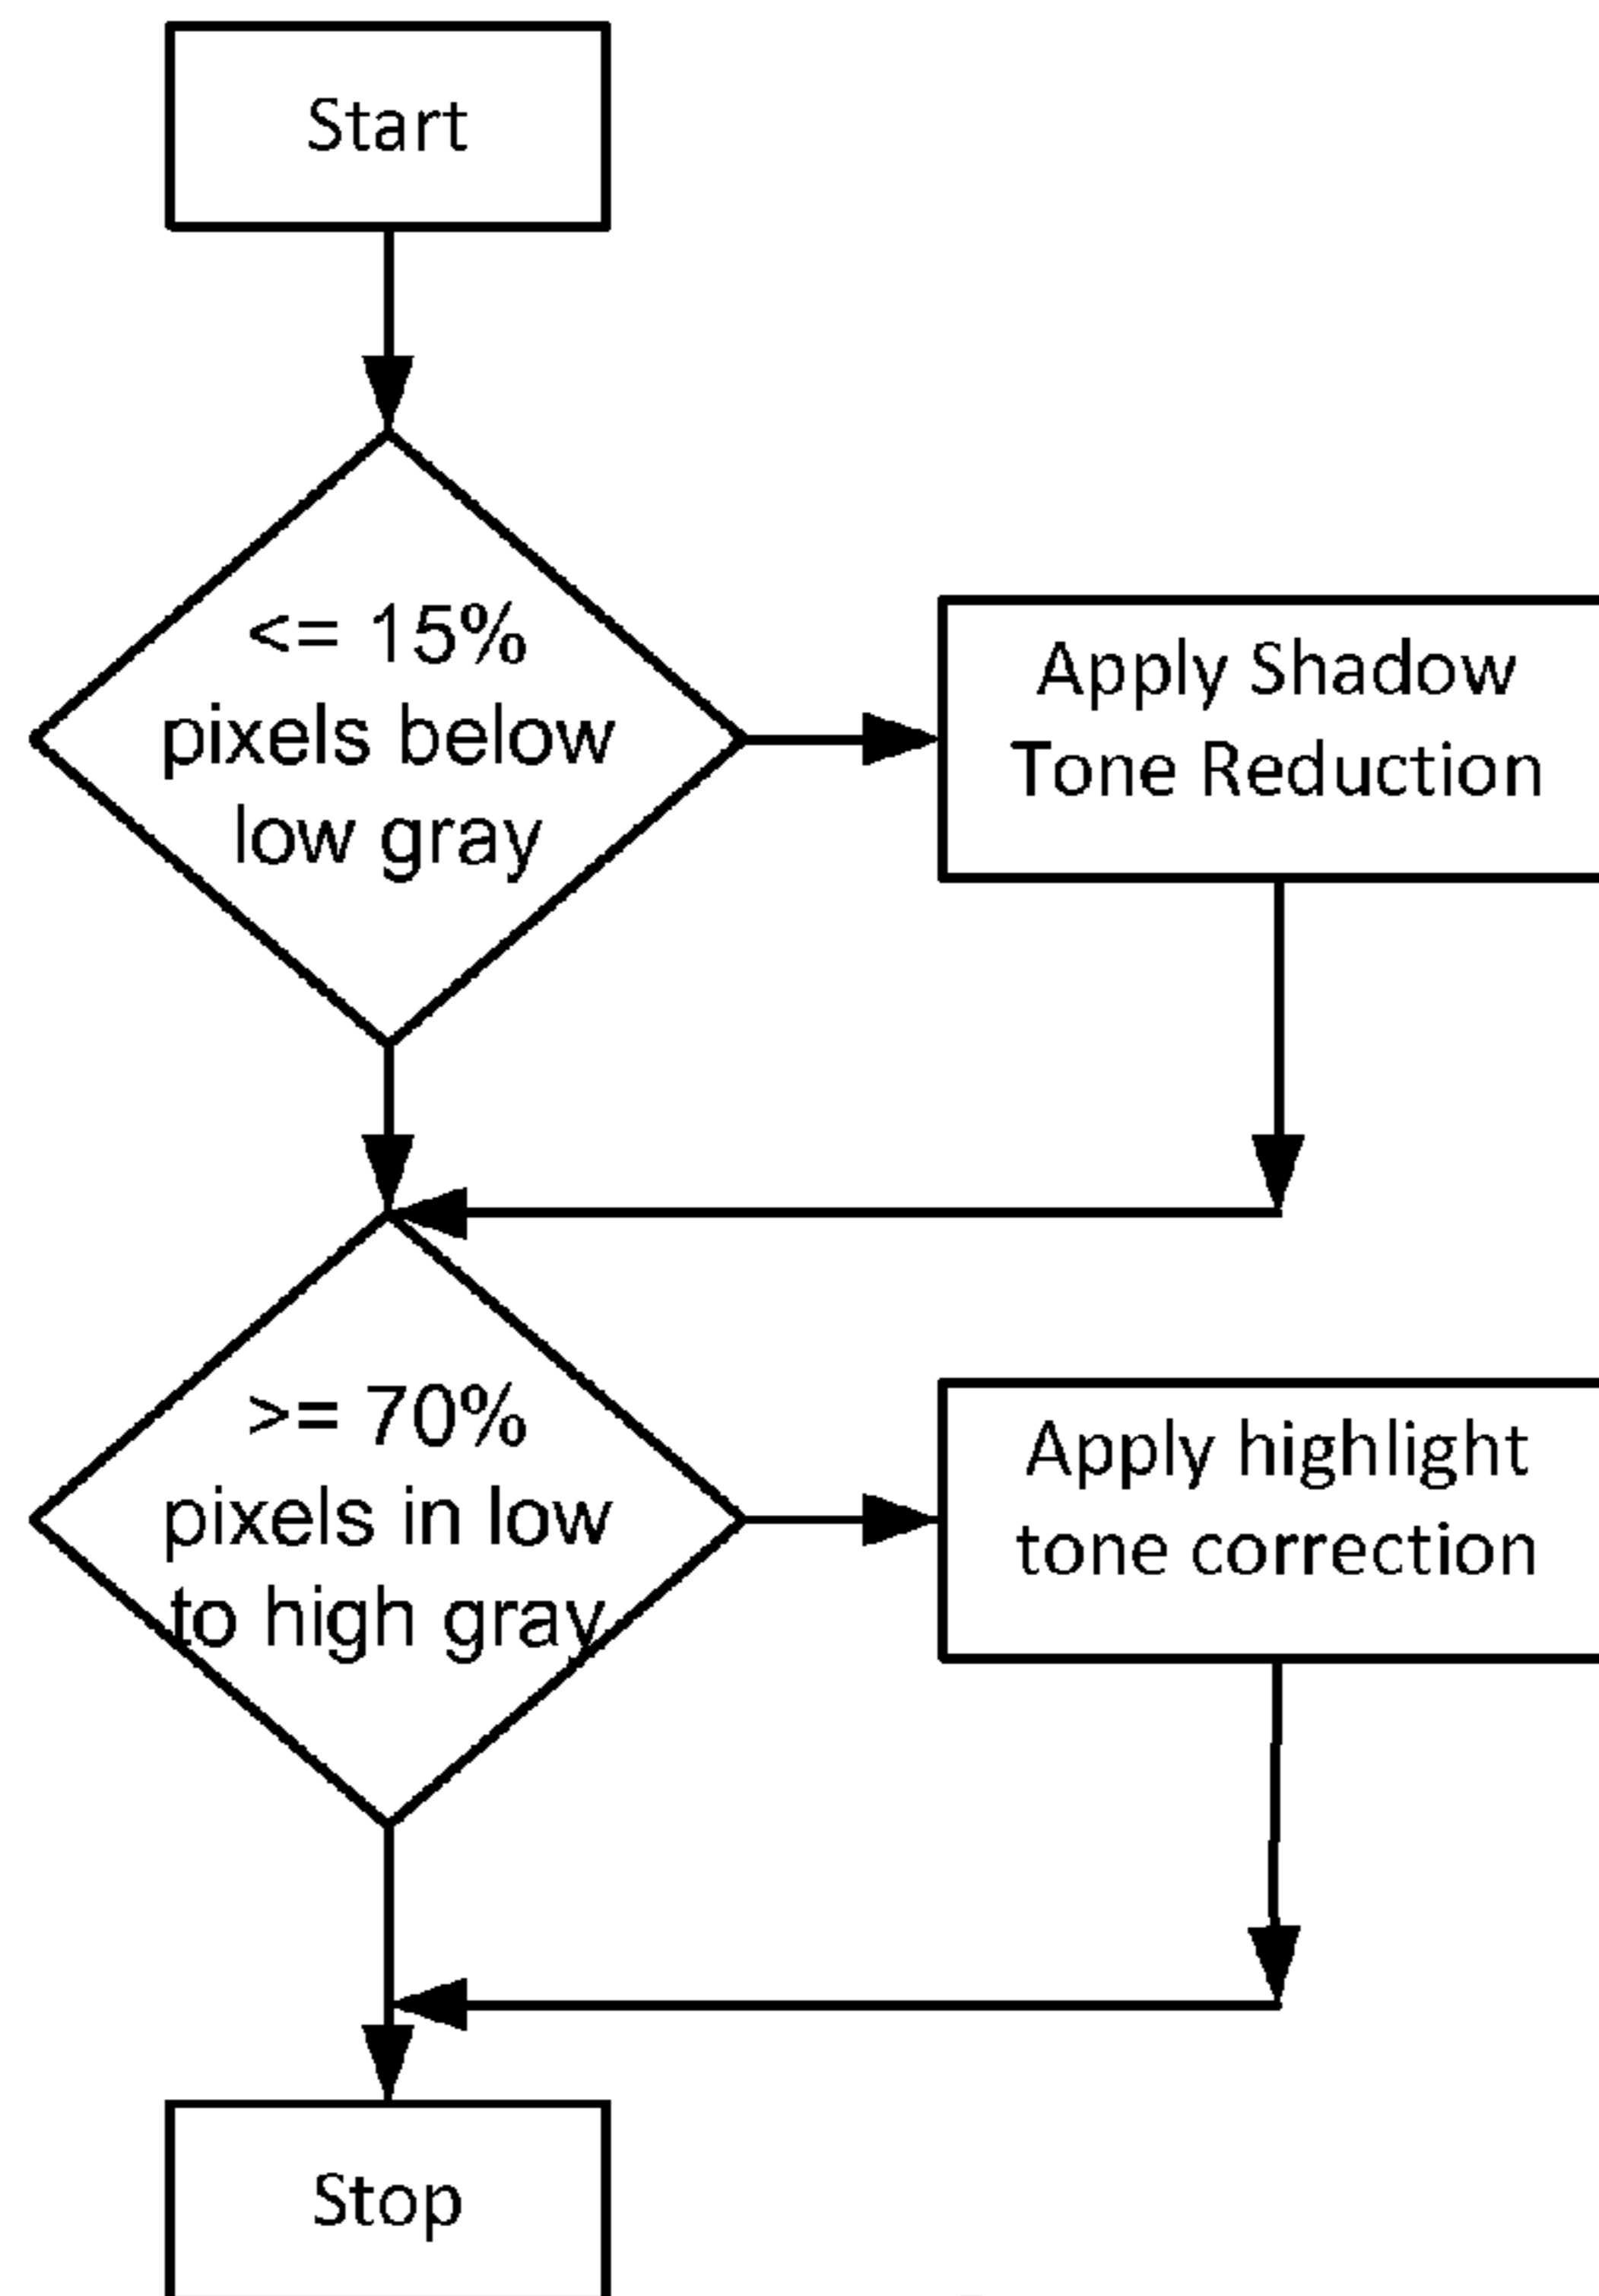 Start
<= 15%
pixels below
low gray
Apply Shadow
Tone Reduction
>= 70%
pixels in low
to high gray
Apply highlight
tone correction
Stop